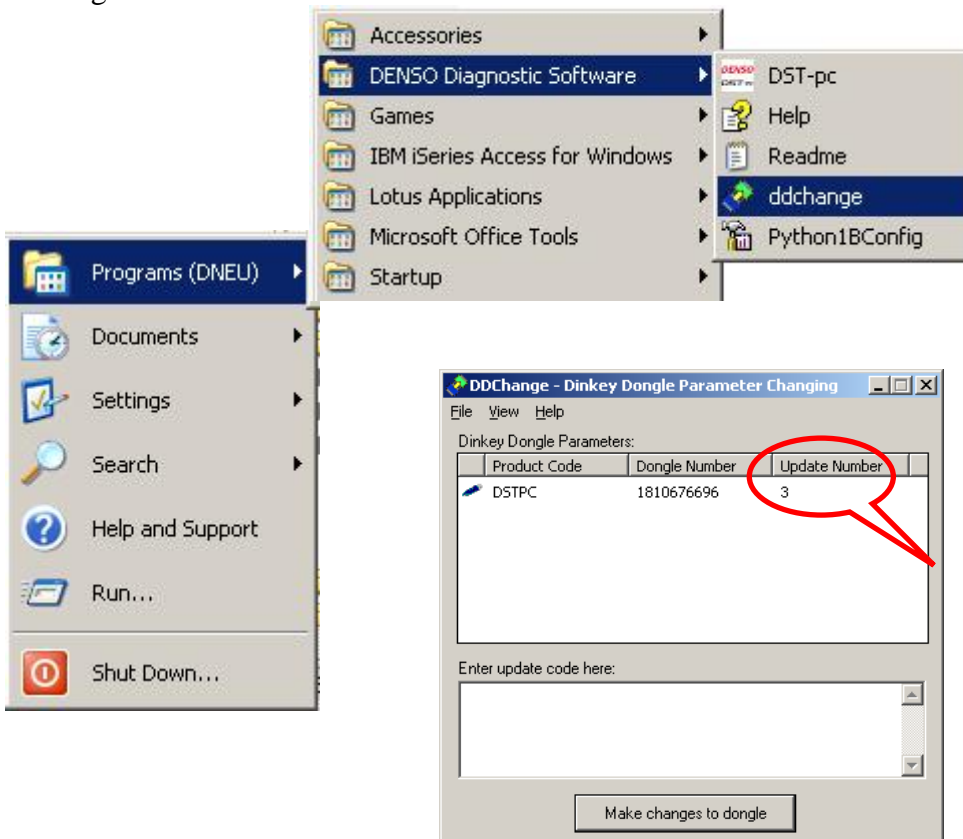 Accessories
DENSO Diagnostic Software
Games
IBM iSeries Access for Windows
Lotus Applications
Microsoft Office Tools
Startup
DST-pc
Help
Readme
ddchange
Python1BConfig
Programs (DNEU)
Documents
Settings
Search
Help and Support
Run...
Shut Down...
DDChange - Dinkey Dongle Parameter Changing
File View Help
Dinkey Dongle Parameters:
Product Code Dongle Number Update Number
DSTPC 1810676696 3
Enter update code here:
Make changes to dongle